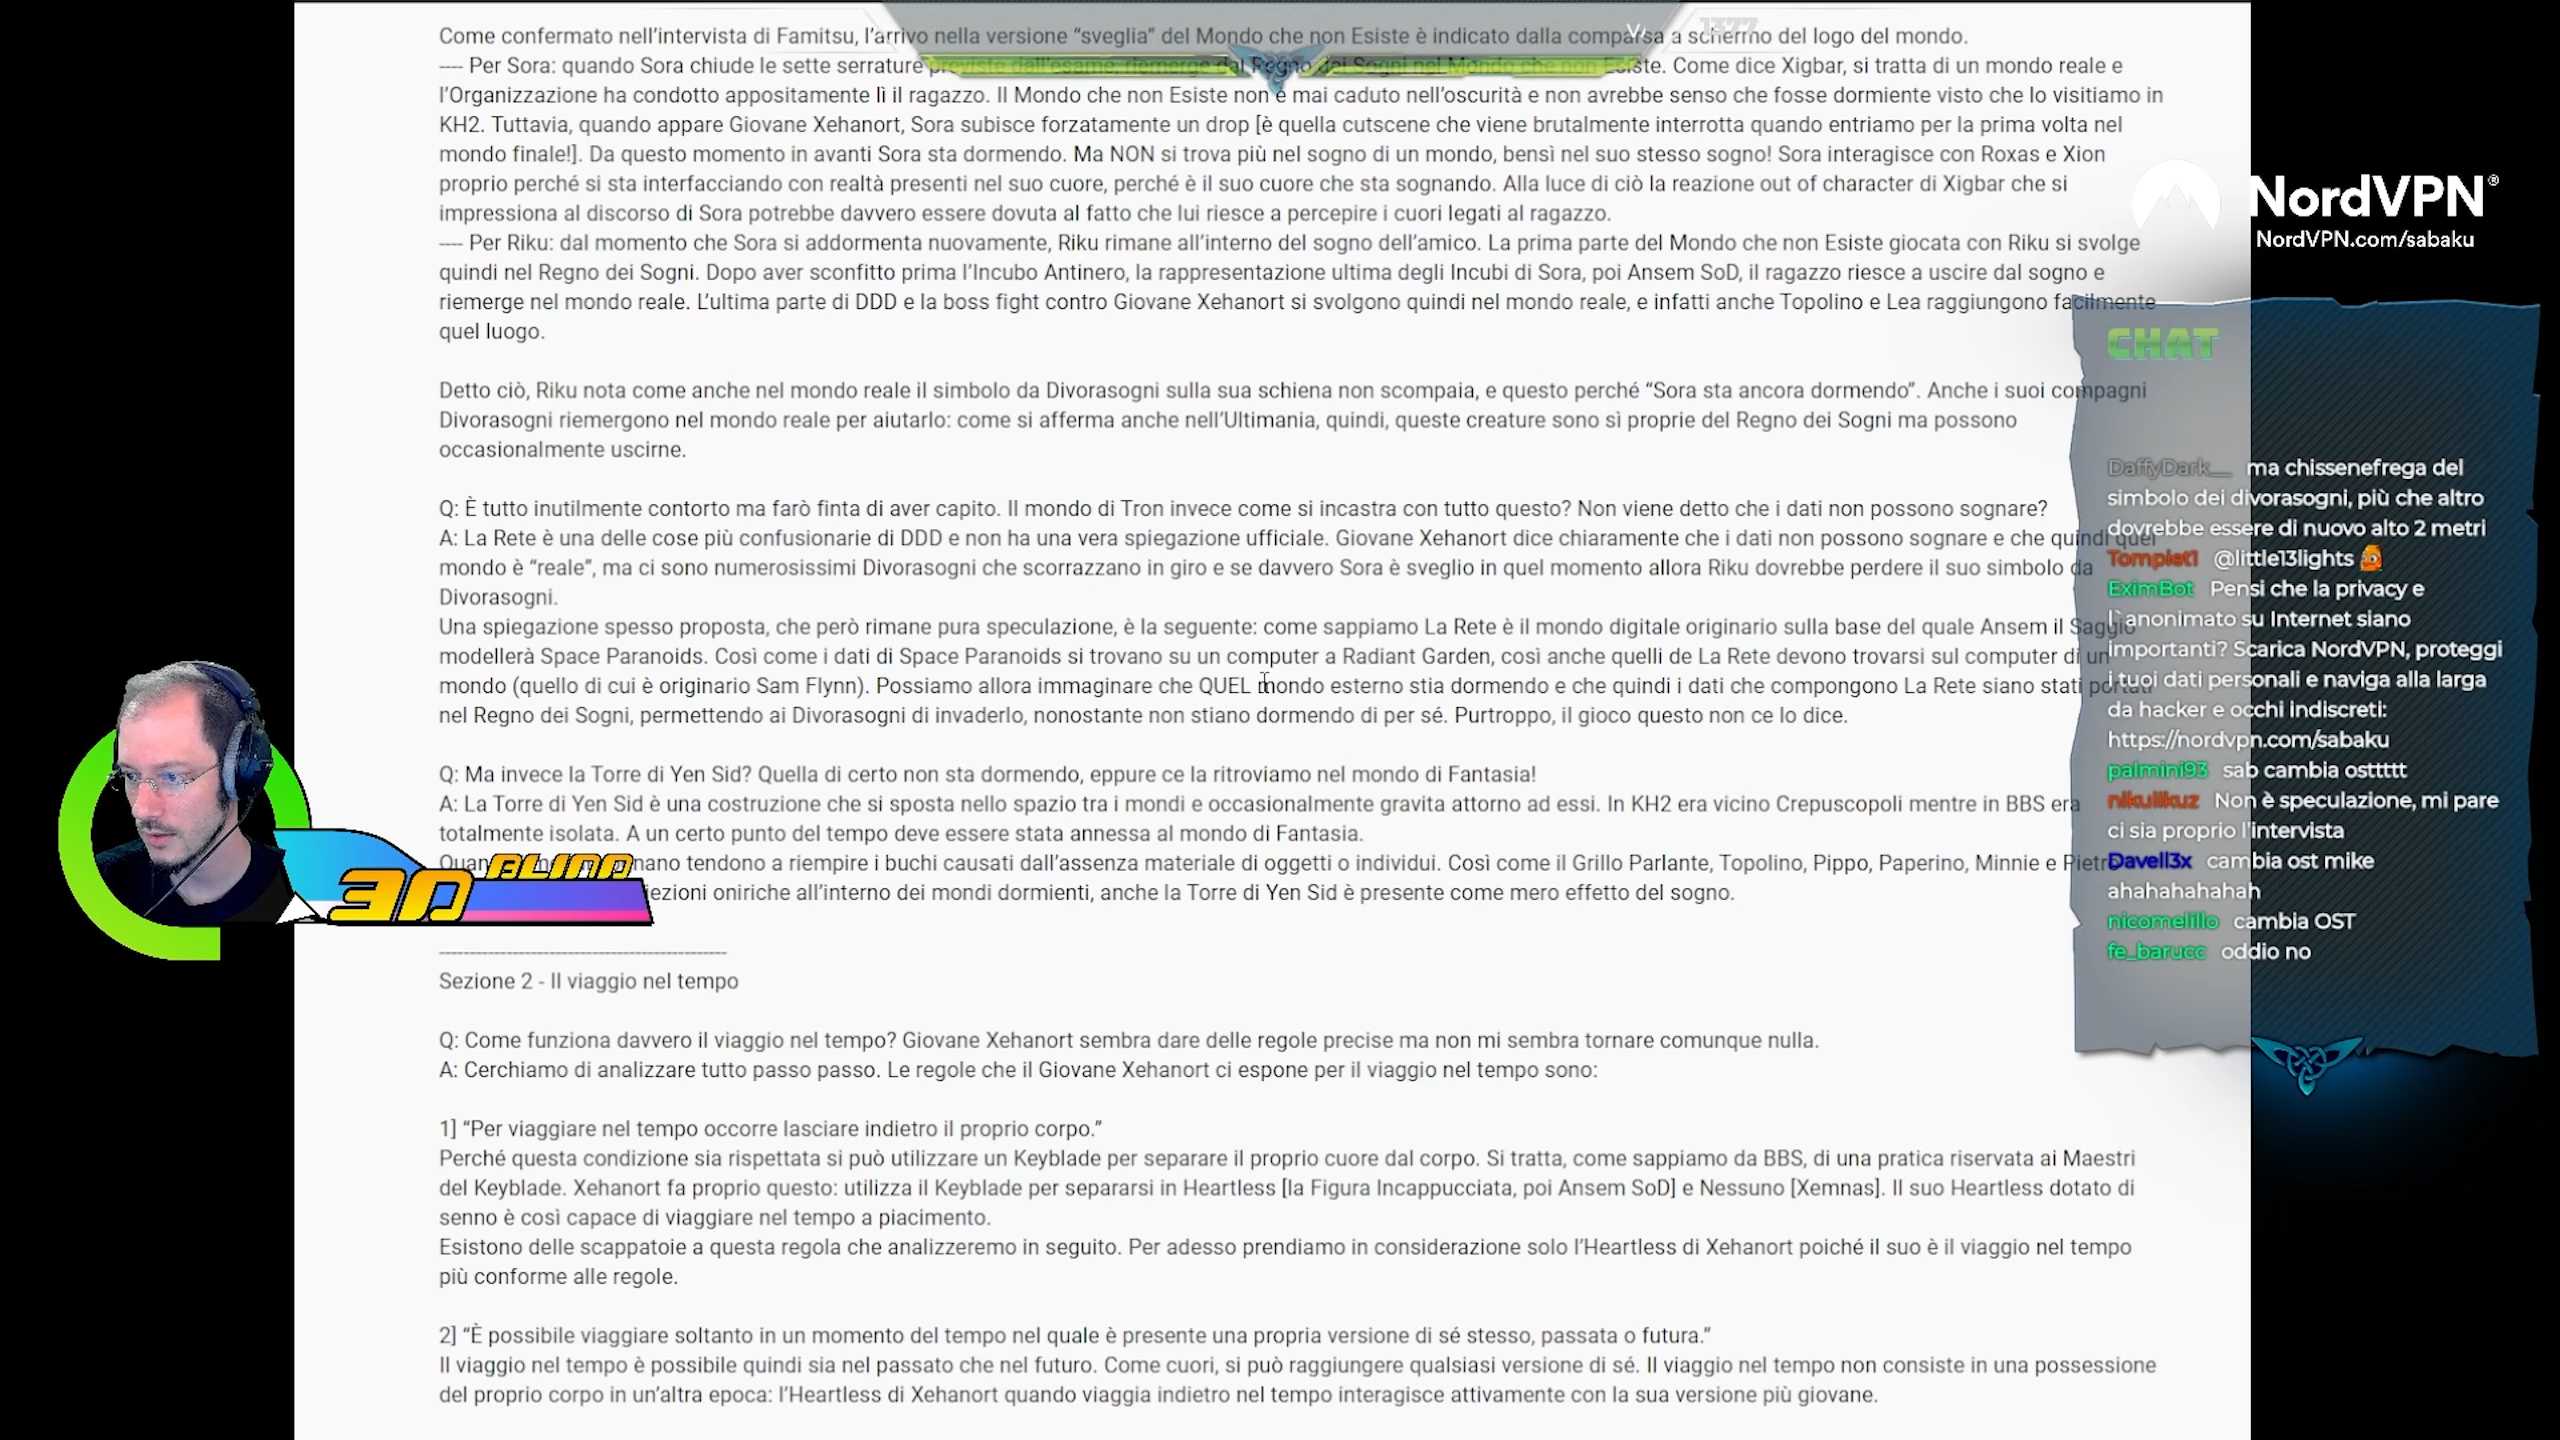 Come confermato nell’intervista di Famitsu, l’arrivo nella versione “sveglia” del Mondo che non Esiste è indicato dalla comparsa a schermo del logo del mondo.
---- Per Sora: quando Sora chiude le sette serrature previste dall'esame, riemerge dal Regno dei Sogni nel Mondo che non Esiste. Come dice Xigbar, si tratta di un mondo reale e
l’Organizzazione ha condotto appositamente lì il ragazzo. Il Mondo che non Esiste non è mai caduto nell’oscurità e non avrebbe senso che fosse dormiente visto che lo visitiamo in
KH2. Tuttavia, quando appare Giovane Xehanort, Sora subisce forzatamente un drop [è quella cutscene che viene brutalmente interrotta quando entriamo per la prima volta nel
mondo finale!]. Da questo momento in avanti Sora sta dormendo. Ma NON si trova più nel sogno di un mondo, bensì nel suo stesso sogno! Sora interagisce con Roxas e Xion
proprio perché si sta interfacciando con realtà presenti nel suo cuore, perché è il suo cuore che sta sognando. Alla luce di ciò la reazione out of character di Xigbar che si
impressiona al discorso di Sora potrebbe davvero essere dovuta al fatto che lui riesce a percepire i cuori legati al ragazzo.
---- Per Riku: dal momento che Sora si addormenta nuovamente, Riku rimane all’interno del sogno dell’amico. La prima parte del Mondo che non Esiste giocata con Riku si svolge
quindi nel Regno dei Sogni. Dopo aver sconfitto prima l’Incubo Antinero, la rappresentazione ultima degli Incubi di Sora, poi Ansem SoD, il ragazzo riesce a uscire dal sogno e
riemerge nel mondo reale. L’ultima parte di DDD e la boss fight contro Giovane Xehanort si svolgono quindi nel mondo reale, e infatti anche Topolino e Lea raggiungono facilmente
quel luogo.
Detto ciò, Riku nota come anche nel mondo reale il simbolo da Divorasogni sulla sua schiena non scompaia, e questo perché “Sora sta ancora dormendo”. Anche i suoi compagni
Divorasogni riemergono nel mondo reale per aiutarlo: come si afferma anche nell’Ultimania, quindi, queste creature sono sì proprie del Regno dei Sogni ma possono
occasionalmente uscirne.
Q: È tutto inutilmente contorto ma farò finta di aver capito. Il mondo di Tron invece come si incastra con tutto questo? Non viene detto che i dati non possono sognare?
A: La Rete è una delle cose più confusionarie di DDD e non ha una vera spiegazione ufficiale. Giovane Xehanort dice chiaramente che i dati non possono sognare e che quindi quel
mondo è “reale”, ma ci sono numerosissimi Divorasogni che scorrazzano in giro e se davvero Sora è sveglio in quel momento allora Riku dovrebbe perdere il suo simbolo da
Divorasogni.
Una spiegazione spesso proposta, che però rimane pura speculazione, è la seguente: come sappiamo La Rete è il mondo digitale originario sulla base del quale Ansem il Saggio
modellerà Space Paranoids. Così come i dati di Space Paranoids si trovano su un computer a Radiant Garden, così anche quelli de La Rete devono trovarsi sul computer di un
mondo (quello di cui è originario Sam Flynn). Possiamo allora immaginare che QUEL mondo esterno stia dormendo e che quindi i dati che compongono La Rete siano stati portati
nel Regno dei Sogni, permettendo ai Divorasogni di invaderlo, nonostante non stiano dormendo di per sé. Purtroppo, il gioco questo non ce lo dice.
Q: Ma invece la Torre di Yen Sid? Quella di certo non sta dormendo, eppure ce la ritroviamo nel mondo di Fantasia!
A: La Torre di Yen Sid è una costruzione che si sposta nello spazio tra i mondi e occasionalmente gravita attorno ad essi. In KH2 era vicino Crepuscopoli mentre in BBS era
totalmente isolata. A un certo punto del tempo deve essere stata annessa al mondo di Fantasia.
Quan nano tendono a riempire i buchi causati dall’assenza materiale di oggetti o individui. Così come il Grillo Parlante, Topolino, Pippo, Paperino, Minnie e Pietro
iezioni oniriche all’interno dei mondi dormienti, anche la Torre di Yen Sid è presente come mero effetto del sogno.
------------------------------------------------
Sezione 2 - Il viaggio nel tempo
Q: Come funziona davvero il viaggio nel tempo? Giovane Xehanort sembra dare delle regole precise ma non mi sembra tornare comunque nulla.
A: Cerchiamo di analizzare tutto passo passo. Le regole che il Giovane Xehanort ci espone per il viaggio nel tempo sono:
1] “Per viaggiare nel tempo occorre lasciare indietro il proprio corpo.”
Perché questa condizione sia rispettata si può utilizzare un Keyblade per separare il proprio cuore dal corpo. Si tratta, come sappiamo da BBS, di una pratica riservata ai Maestri
del Keyblade. Xehanort fa proprio questo: utilizza il Keyblade per separarsi in Heartless [la Figura Incappucciata, poi Ansem SoD] e Nessuno [Xemnas]. Il suo Heartless dotato di
senno è così capace di viaggiare nel tempo a piacimento.
Esistono delle scappatoie a questa regola che analizzeremo in seguito. Per adesso prendiamo in considerazione solo l’Heartless di Xehanort poiché il suo è il viaggio nel tempo
più conforme alle regole.
2] “È possibile viaggiare soltanto in un momento del tempo nel quale è presente una propria versione di sé stesso, passata o futura.”
Il viaggio nel tempo è possibile quindi sia nel passato che nel futuro. Come cuori, si può raggiungere qualsiasi versione di sé. Il viaggio nel tempo non consiste in una possessione
del proprio corpo in un’altra epoca: l’Heartless di Xehanort quando viaggia indietro nel tempo interagisce attivamente con la sua versione più giovane.
1377
BLIND
3D
NordVPN®
NordVPN.com/sabaku
CHAT
DaffyDark__ ma chissenefrega del
simbolo dei divorasogni, più che altro
dovrebbe essere di nuovo alto 2 metri
Tompiet1 @little13lights
EximBot Pensi che la privacy e
l`anonimato su Internet siano
importanti? Scarica NordVPN, proteggi
i tuoi dati personali e naviga alla larga
da hacker e occhi indiscreti:
https://nordvpn.com/sabaku
palmini93 sab cambia osttttt
nikulikuz Non è speculazione, mi pare
ci sia proprio l'intervista
Davell3x cambia ost mike
ahahahahahah
nicomelillo cambia OST
fe_barucc oddio no